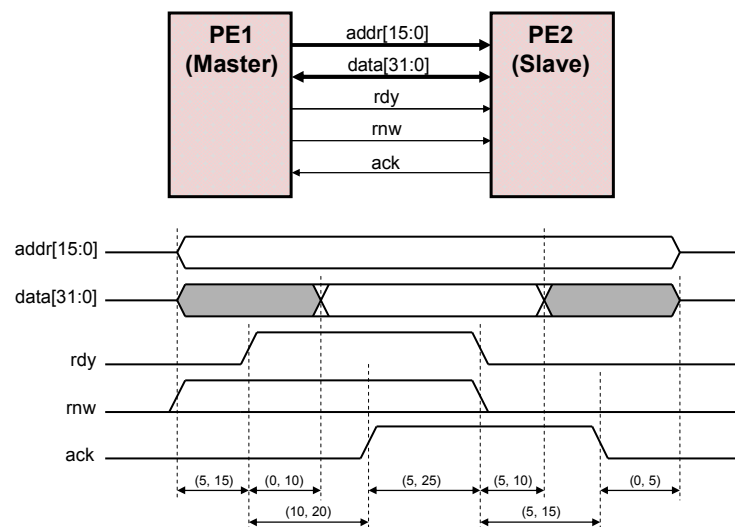 PE1
(Master)
PE2
(Slave)
addr[15:0]
data[31:0]
rdy
rnw
ack
addr[15:0]
data[31:0]
rdy
rnw
ack
(5, 15)
(0, 10)
(5, 25)
(5, 10)
(0, 5)
(10, 20)
(5, 15)